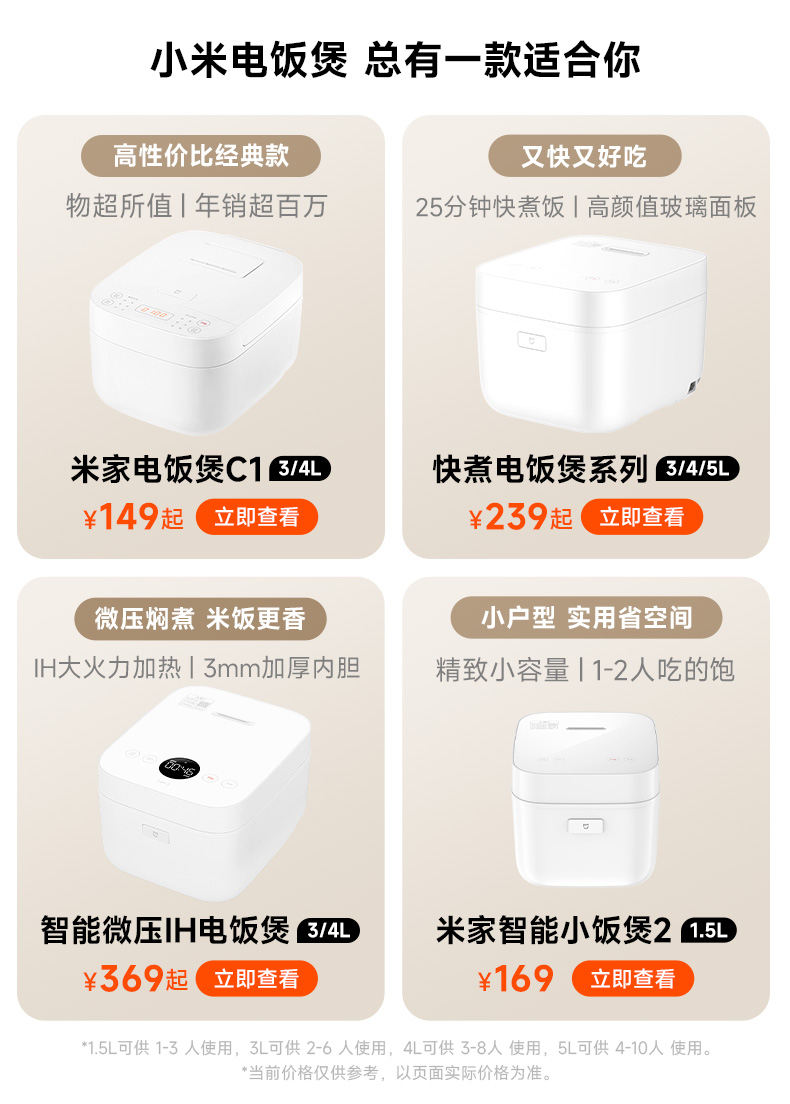 小米电饭煲 总有一款适合你
高性价比经典款
物超所值 | 年销超百万
米家电饭煲C1 3/4L
¥149起 立即查看
又快又好吃
25分钟快煮饭 | 高颜值玻璃面板
快煮电饭煲系列 3/4/5L
¥239起 立即查看
微压焖煮 米饭更香
IH大火力加热 | 3mm加厚内胆
00:45
智能微压IH电饭煲 3/4L
¥369起 立即查看
小户型 实用省空间
精致小容量 | 1-2人吃的饱
米家智能小饭煲2 1.5L
¥169 立即查看
*1.5L可供 1-3 人使用，3L可供 2-6 人使用，4L可供 3-8人 使用，5L可供 4-10人 使用。
*当前价格仅供参考，以页面实际价格为准。